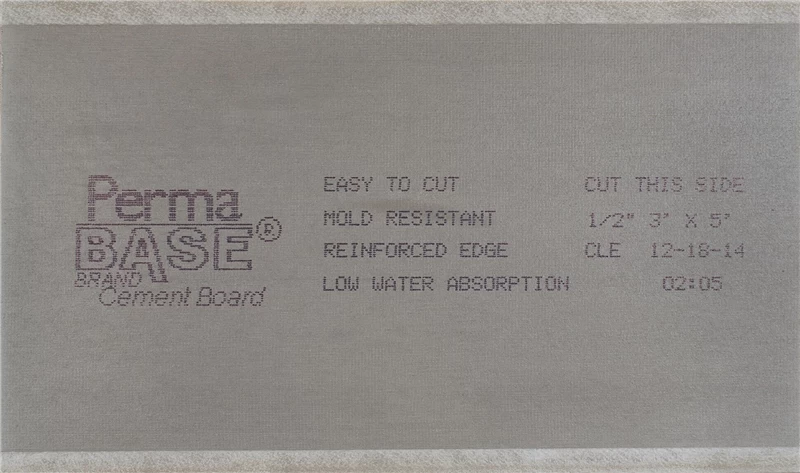 Perma
BASE®
BRAND
Cement Board
EASY TO CUT
MOLD RESISTANT
REINFORCED EDGE
LOW WATER ABSORPTION
CUT THIS SIDE
1/2" 3' X 5'
CLE 12-18-14
02:05